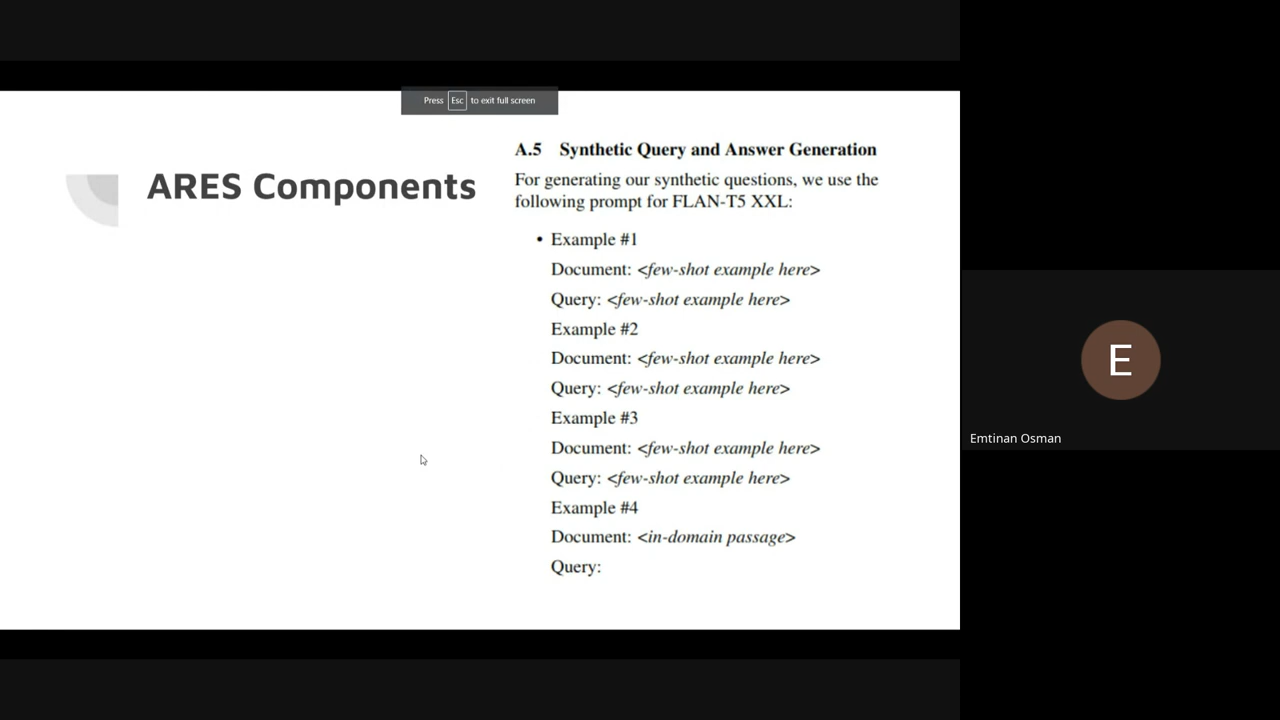 Press Esc to exit full screen
ARES Components
A.5 Synthetic Query and Answer Generation
For generating our synthetic questions, we use the
following prompt for FLAN-T5 XXL:
• Example #1
Document: <few-shot example here>
Query: <few-shot example here>
Example #2
Document: <few-shot example here>
Query: <few-shot example here>
Example #3
Document: <few-shot example here>
Query: <few-shot example here>
Example #4
Document: <in-domain passage>
Query:
E
Emtinan Osman